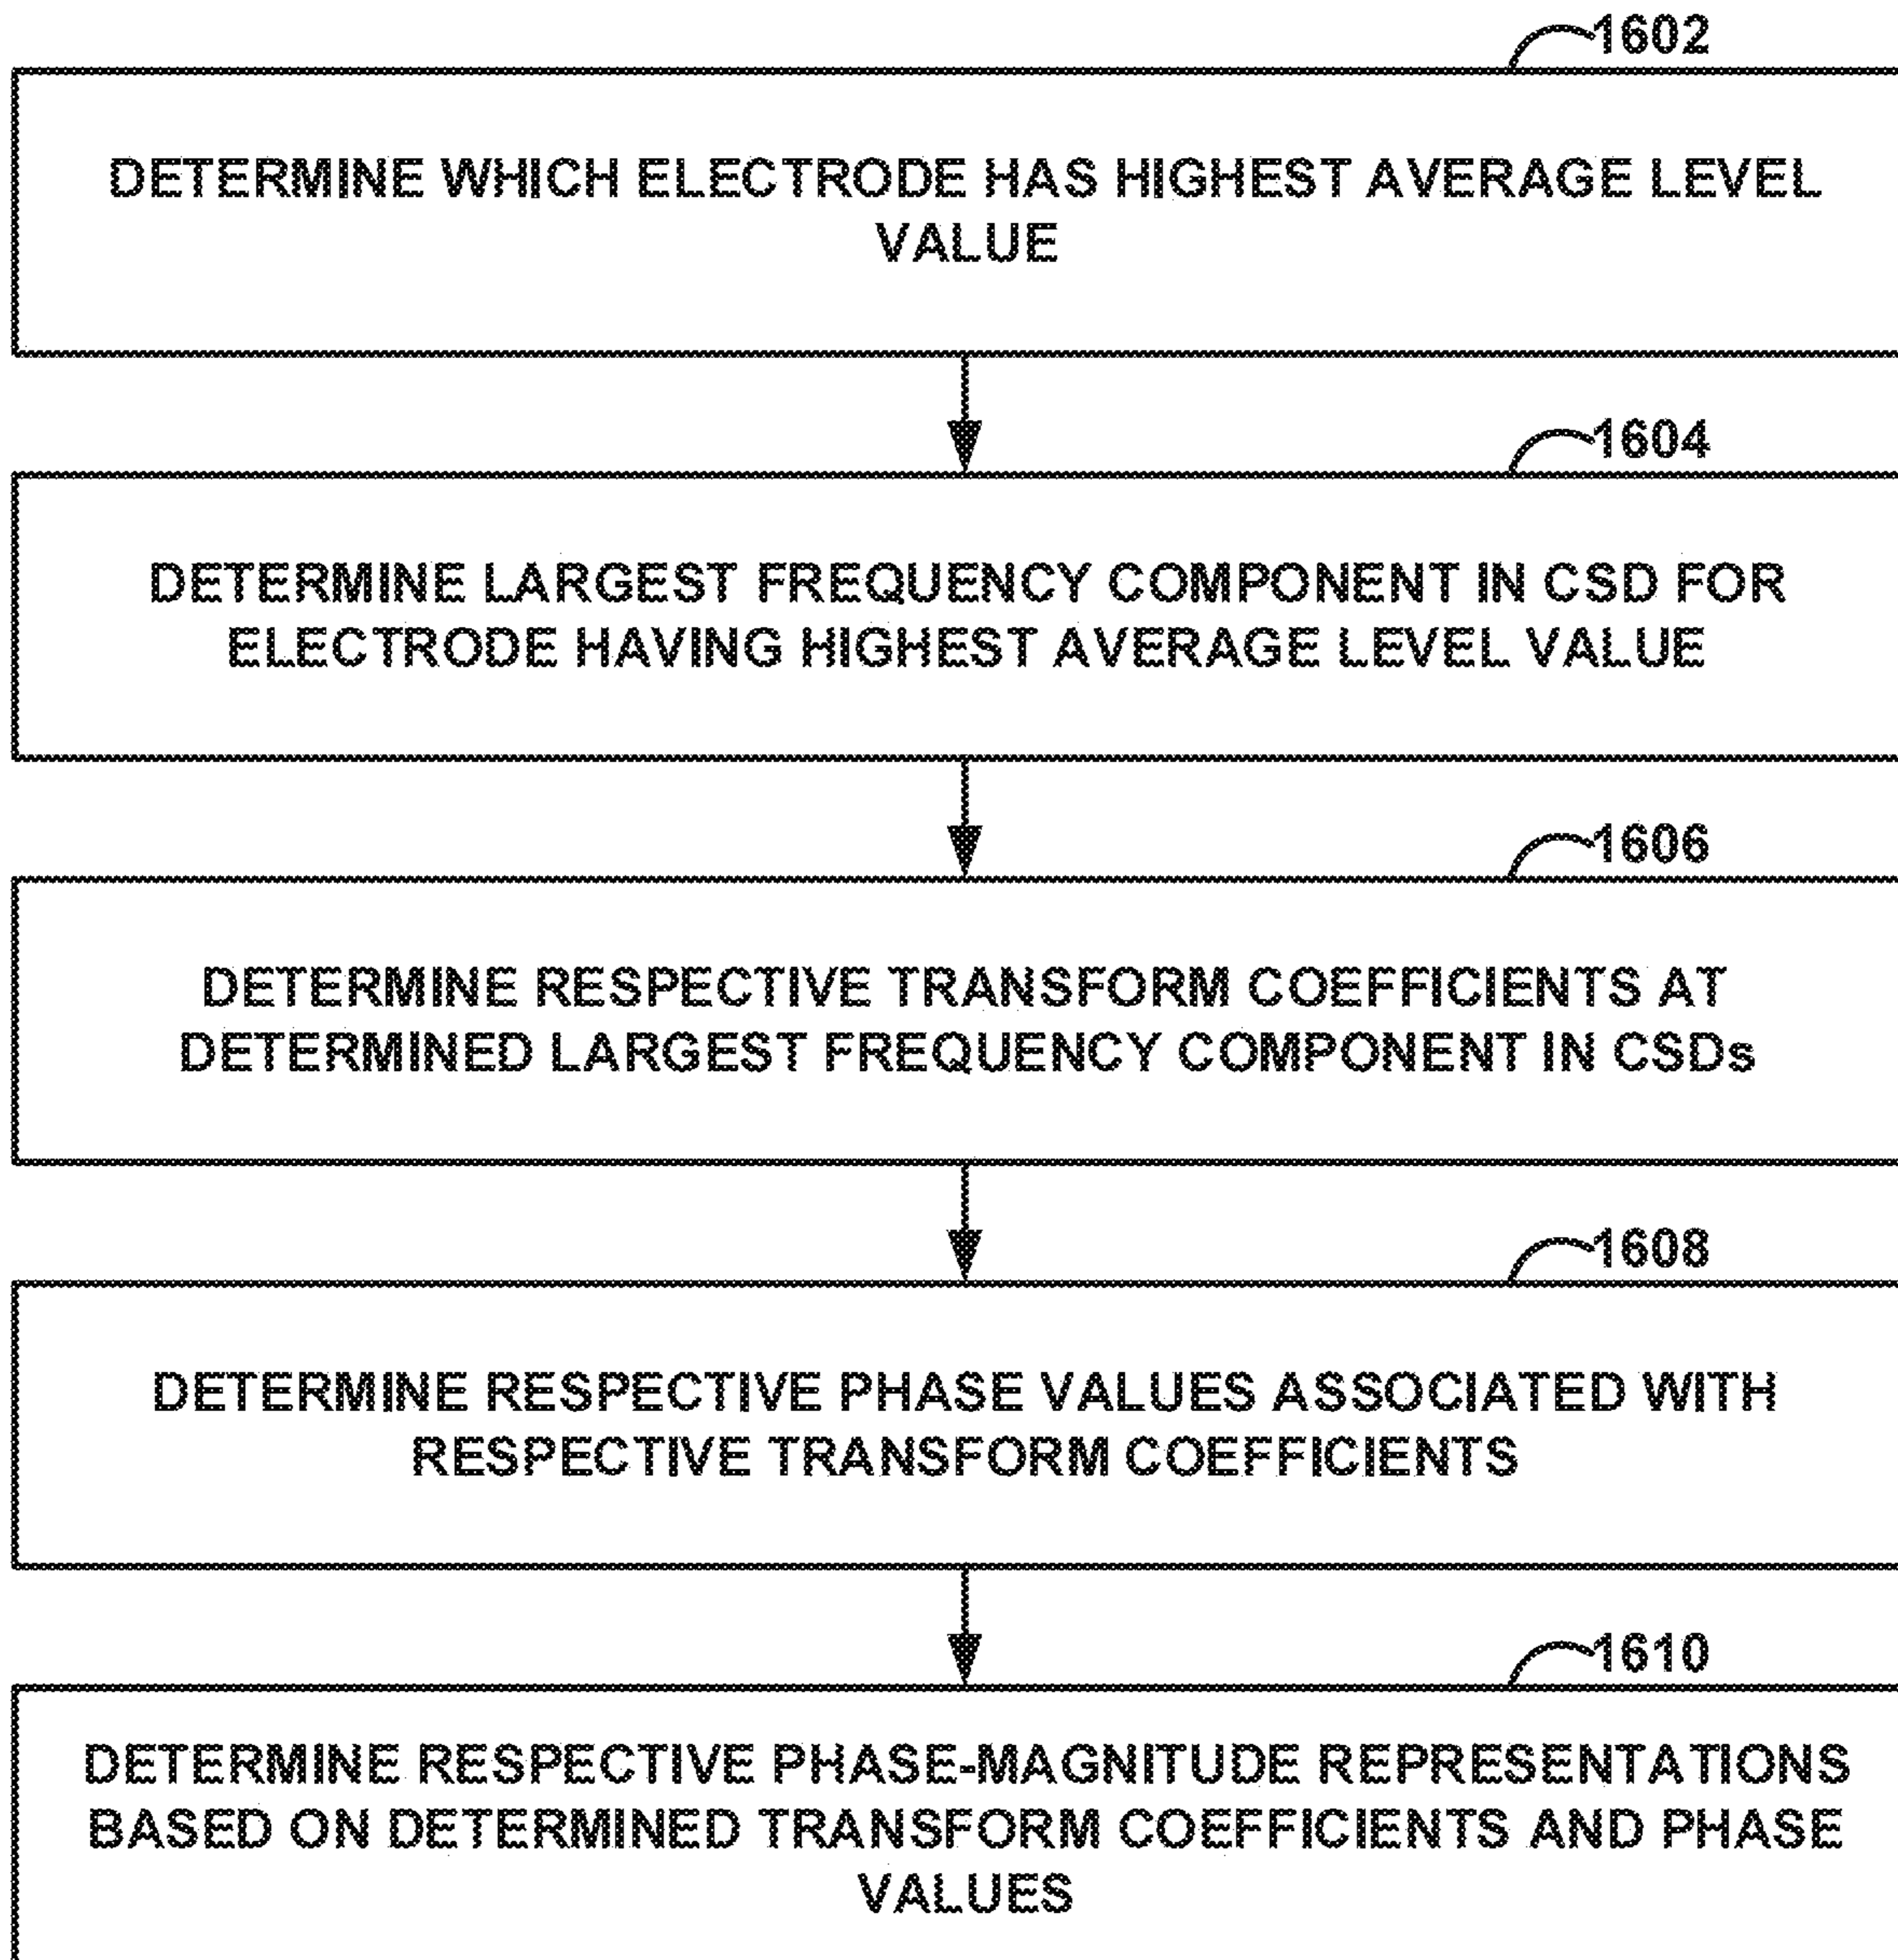 1602
DETERMINE WHICH ELECTRODE HAS HIGHEST AVERAGE LEVEL
VALUE
1604
DETERMINE LARGEST FREQUENCY COMPONENT IN CSD FOR
ELECTRODE HAVING HIGHEST AVERAGE LEVEL VALUE
1606
DETERMINE RESPECTIVE TRANSFORM COEFFICIENTS AT
DETERMINED LARGEST FREQUENCY COMPONENT IN CSDs
1608
DETERMINE RESPECTIVE PHASE VALUES ASSOCIATED WITH
RESPECTIVE TRANSFORM COEFFICIENTS
1610
DETERMINE RESPECTIVE PHASE-MAGNITUDE REPRESENTATIONS
BASED ON DETERMINED TRANSFORM COEFFICIENTS AND PHASE
VALUES